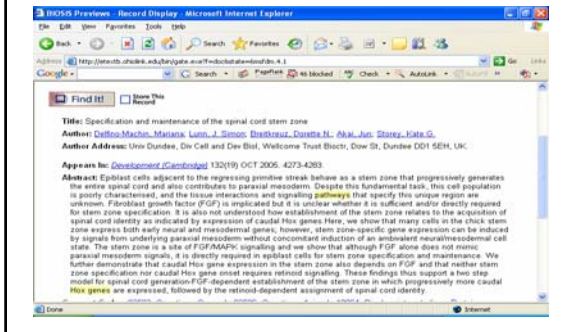 BIOSIS Previews - Record Display - Microsoft Internet Explorer
File Edit View Favorites Tools Help
Back Search Favorites
Address Go Links
Google Search PageRank 46 blocked Check AutoLink
Find It! Store This
Record
Title: Specification and maintenance of the spinal cord stem zone
Author: Delfino-Machin, Mariana; Lunn, J. Simon; Breitkreuz, Dorette N.; Akai, Jun; Storey, Kate G.
Author Address: Univ Dundee, Div Cell and Dev Biol, Wellcome Trust Bioctr, Dow St, Dundee DD1 5EH, UK.
Appears In: Development (Cambridge) 132(19) OCT 2005. 4273-4283.
Abstract: Epiblast cells adjacent to the regressing primitive streak behave as a stem zone that progressively generates
the entire spinal cord and also contributes to paraxial mesoderm. Despite this fundamental task, this cell population
is poorly characterised, and the tissue interactions and signalling pathways that specify this unique region are
unknown. Fibroblast growth factor (FGF) is implicated but it is unclear whether it is sufficient and/or directly required
for stem zone specification. It is also not understood how establishment of the stem zone relates to the acquisition of
spinal cord identity as indicated by expression of caudal Hox genes. Here, we show that many cells in the chick stem
zone express both early neural and mesodermal genes; however, stem zone-specific gene expression can be induced
by signals from underlying paraxial mesoderm without concomitant induction of an ambivalent neural/mesodermal cell
state. The stem zone is a site of FGF/MAPK signalling and we show that although FGF alone does not mimic
paraxial mesoderm signals, it is directly required in epiblast cells for stem zone specification and maintenance. We
further demonstrate that caudal Hox gene expression in the stem zone also depends on FGF and that neither stem
zone specification nor caudal Hox gene onset requires retinoid signalling. These findings thus support a two step
model for spinal cord generation-FGF-dependent establishment of the stem zone in which progressively more caudal
Hox genes are expressed, followed by the retinoid-dependent assignment of spinal cord identity.
Done Internet